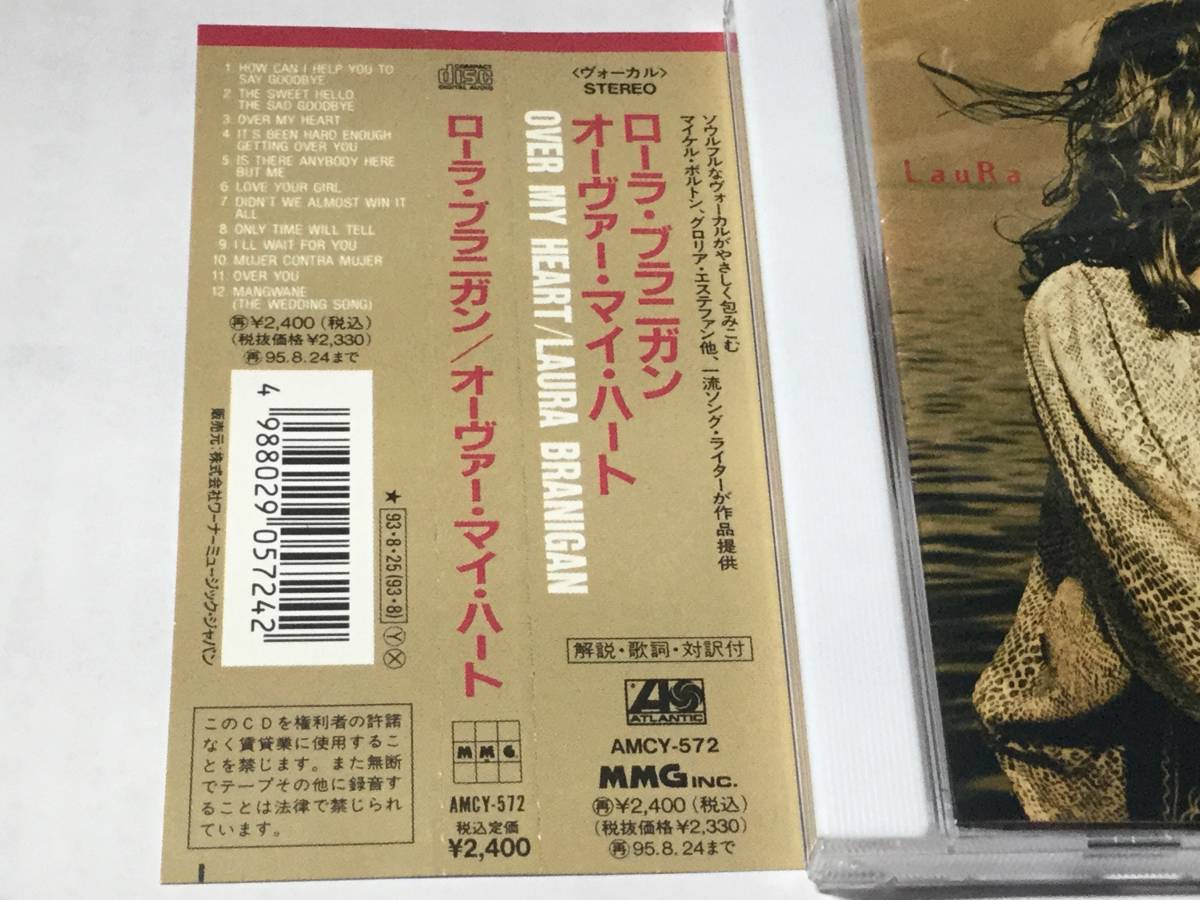 1 HOW CAN I HELP YOU TO
SAY GOODBYE
2 THE SWEET HELLO,
THE SAD GOODBYE
3 OVER MY HEART
4 IT'S BEEN HARD ENOUGH
GETTING OVER YOU
5 IS THERE ANYBODY HERE
BUT ME
6 LOVE YOUR GIRL
7 DIDN'T WE ALMOST WIN IT
ALL
8 ONLY TIME WILL TELL
9 I'LL WAIT FOR YOU
10 MUJER CONTRA MUJER
11 OVER YOU
12 MANGWANE
(THE WEDDING SONG)
再¥2,400(税込)
(税抜価格¥2,330)
再95.8.24まで
4 988029 057242
販売元:株式会社ワーナーミュージック・ジャパン
★ 93・8・25(93・8) Y X
このCDを権利者の許諾
なく賃貸業に使用するこ
とを禁じます。また無断
でテープその他に録音す
ることは法律で禁じられ
ています。
COMPACT
disc
DIGITAL AUDIO
ローラ・ブラニガン/オーヴァー・マイ・ハート
M M G
AMCY-572
税込定価
¥2,400
<ヴォーカル>
STEREO
ソウルフルなヴォーカルがやさしく包みこむ
マイケル・ボルトン、グロリア・エステファン他、一流ソング・ライターが作品提供
ローラ・ブラニガン
オーヴァー・マイ・ハート
OVER MY HEART/LAURA BRANIGAN
解説・歌詞・対訳付
ATLANTIC
AMCY-572
MMG INC.
再¥2,400(税込)
(税抜価格¥2,330)
再95.8.24まで
LauRa